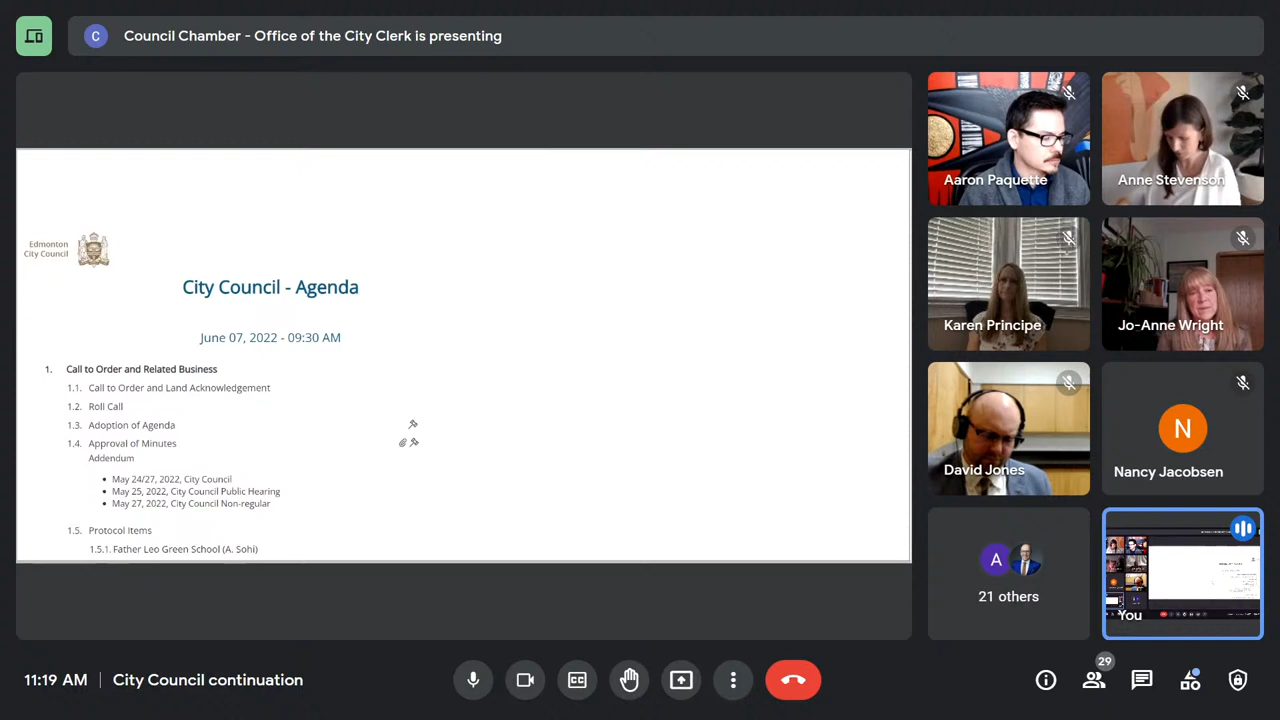 C
Council Chamber - Office of the City Clerk is presenting
Edmonton
City Council
City Council - Agenda
June 07, 2022 - 09:30 AM
1. Call to Order and Related Business
1.1. Call to Order and Land Acknowledgement
1.2. Roll Call
1.3. Adoption of Agenda
1.4. Approval of Minutes
Addendum
• May 24/27, 2022, City Council
• May 25, 2022, City Council Public Hearing
• May 27, 2022, City Council Non-regular
1.5. Protocol Items
1.5.1. Father Leo Green School (A. Sohi)
Aaron Paquette
Anne Stevenson
Karen Principe
Jo-Anne Wright
David Jones
N
Nancy Jacobsen
A
21 others
You
11:19 AM | City Council continuation
CC
29